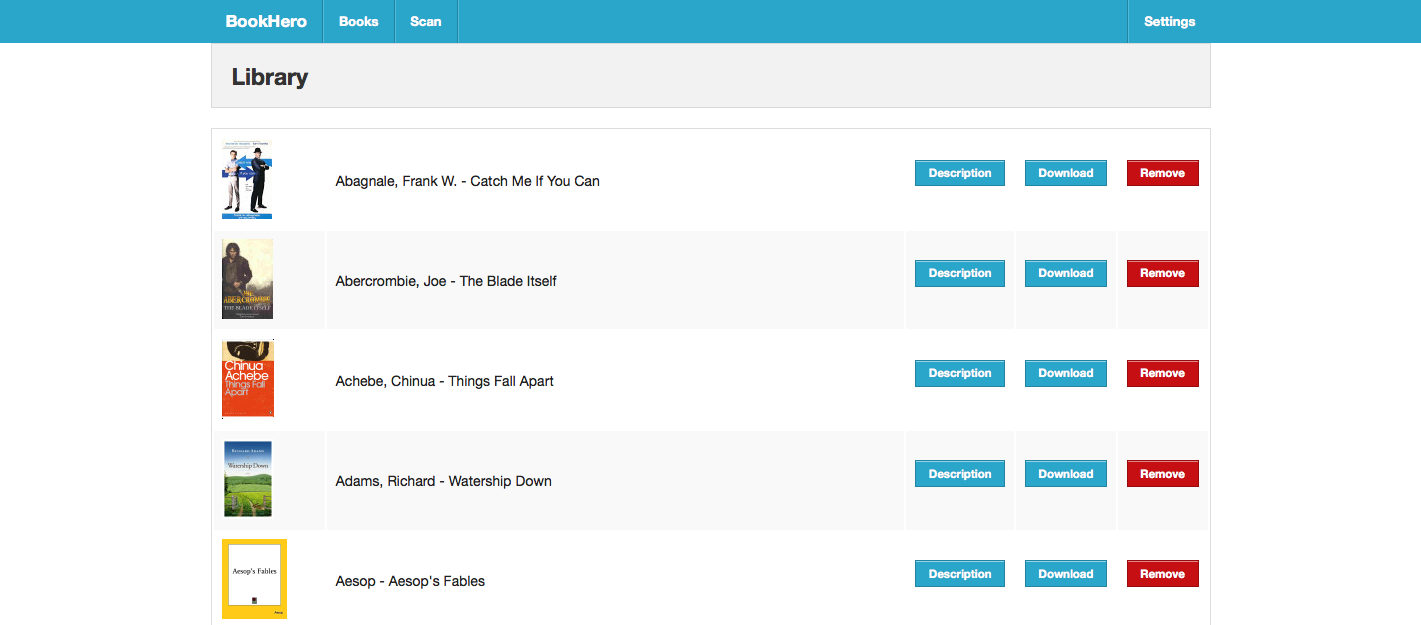 BookHero Books Scan Settings
Library
Abagnale, Frank W. - Catch Me If You Can Description Download Remove
ABERCROMBIE
THE BLADE ITSELF
Abercrombie, Joe - The Blade Itself Description Download Remove
Chinua
Achebe
Things Fall
Apart
Achebe, Chinua - Things Fall Apart Description Download Remove
RICHARD ADAMS
Watership Down
Adams, Richard - Watership Down Description Download Remove
Aesop's Fables
Aesop - Aesop's Fables Description Download Remove